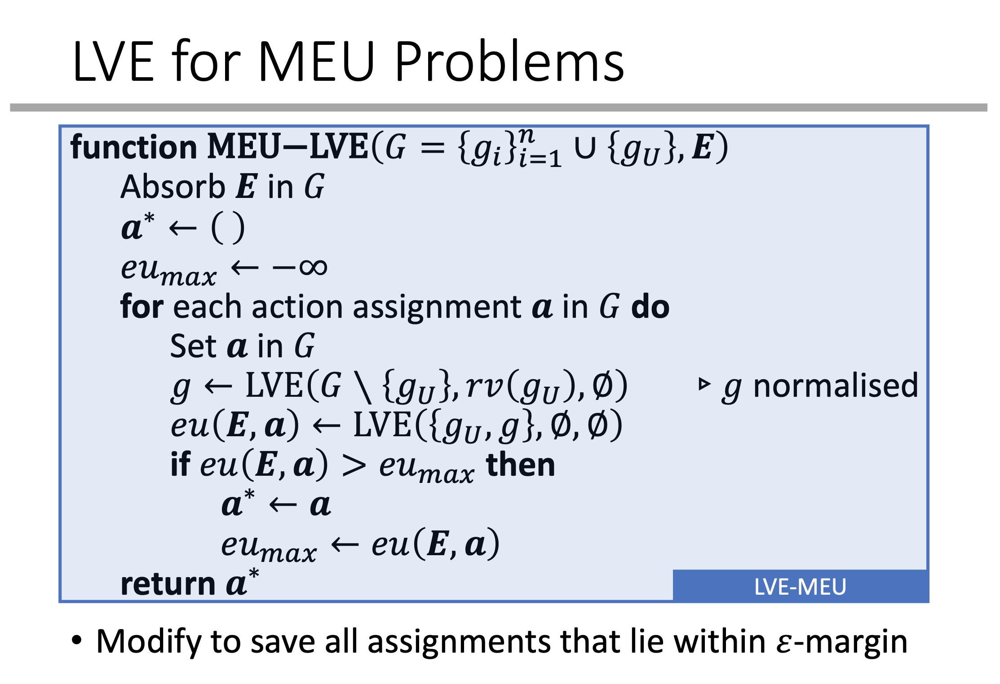 LVE for MEU Problems
function MEU−LVE(G = {gᵢ}ⁿᵢ₌₁ ∪ {g_U}, E)
Absorb E in G
a* ← ( )
eu_max ← −∞
for each action assignment a in G do
Set a in G
g ← LVE(G \ {g_U}, rv(g_U), ∅) ▹ g normalised
eu(E, a) ← LVE({g_U, g}, ∅, ∅)
if eu(E, a) > eu_max then
a* ← a
eu_max ← eu(E, a)
return a*
LVE-MEU
• Modify to save all assignments that lie within ε-margin